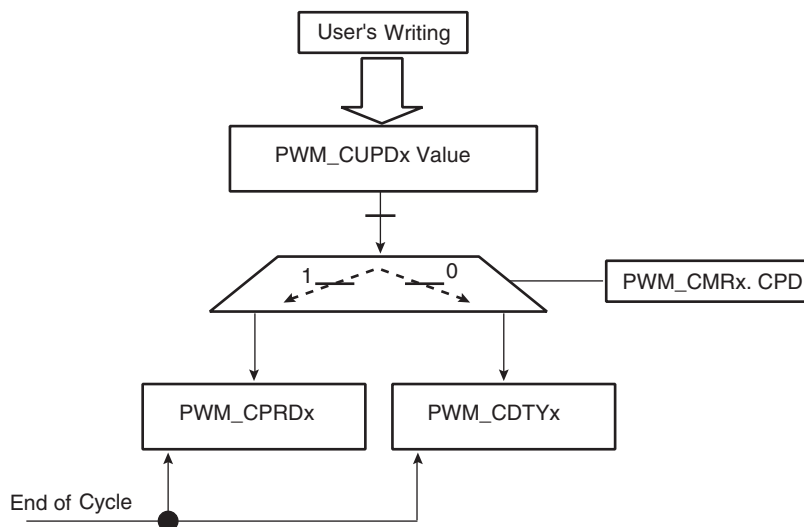 User's Writing
PWM_CUPDx Value
1
0
PWM_CMRx. CPD
PWM_CPRDx
PWM_CDTYx
End of Cycle